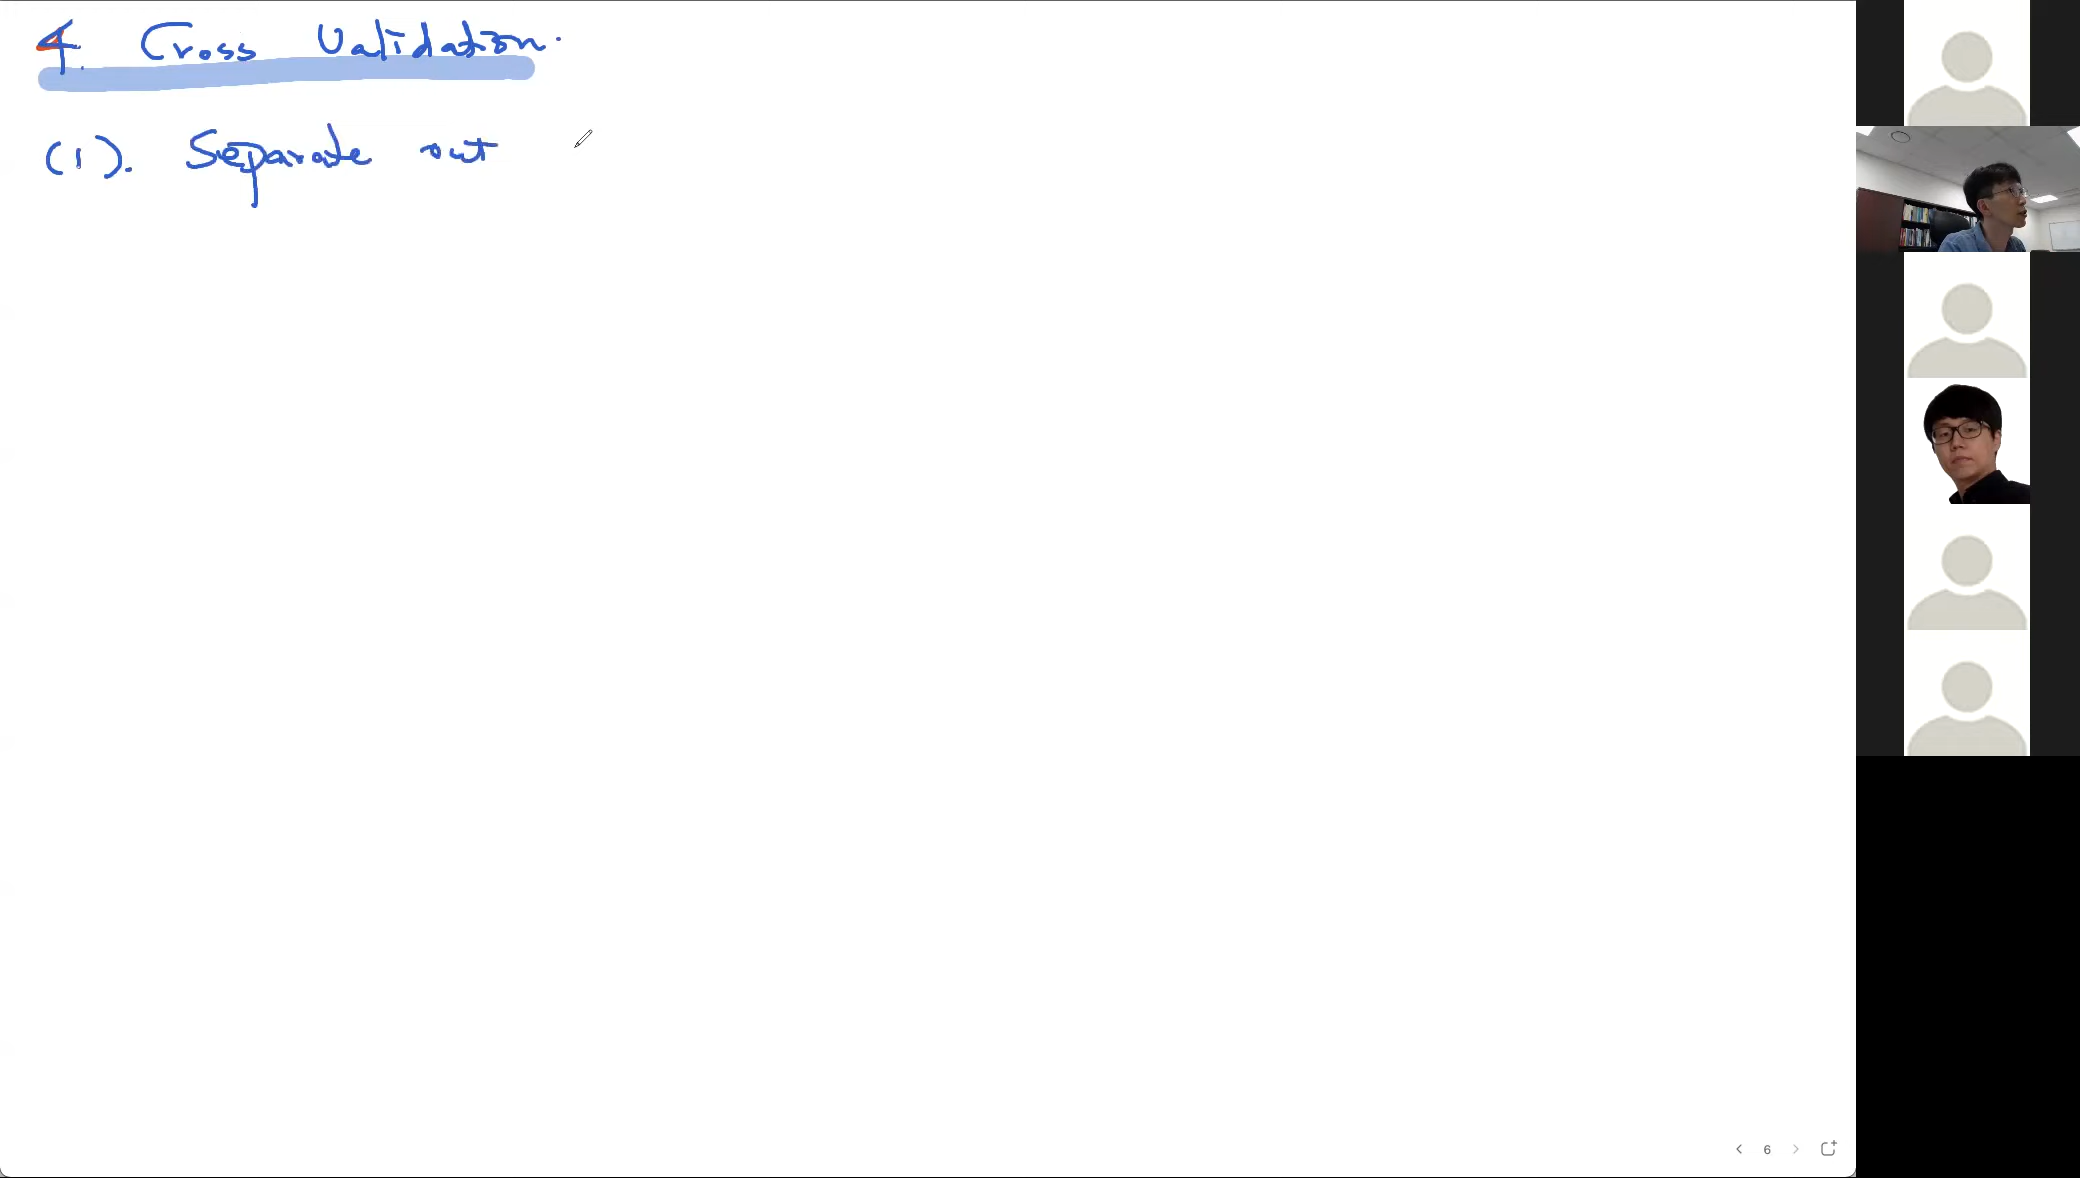 4. Cross Validation.
(1). Separate out
6